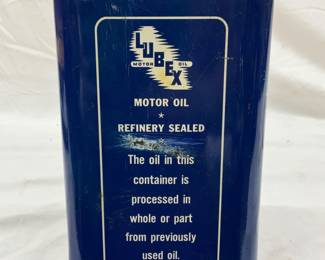 LUBEX
MOTOR OIL
MOTOR OIL
*
REFINERY SEALED
*
The oil in this
container is
processed in
whole or part
from previously
used oil.